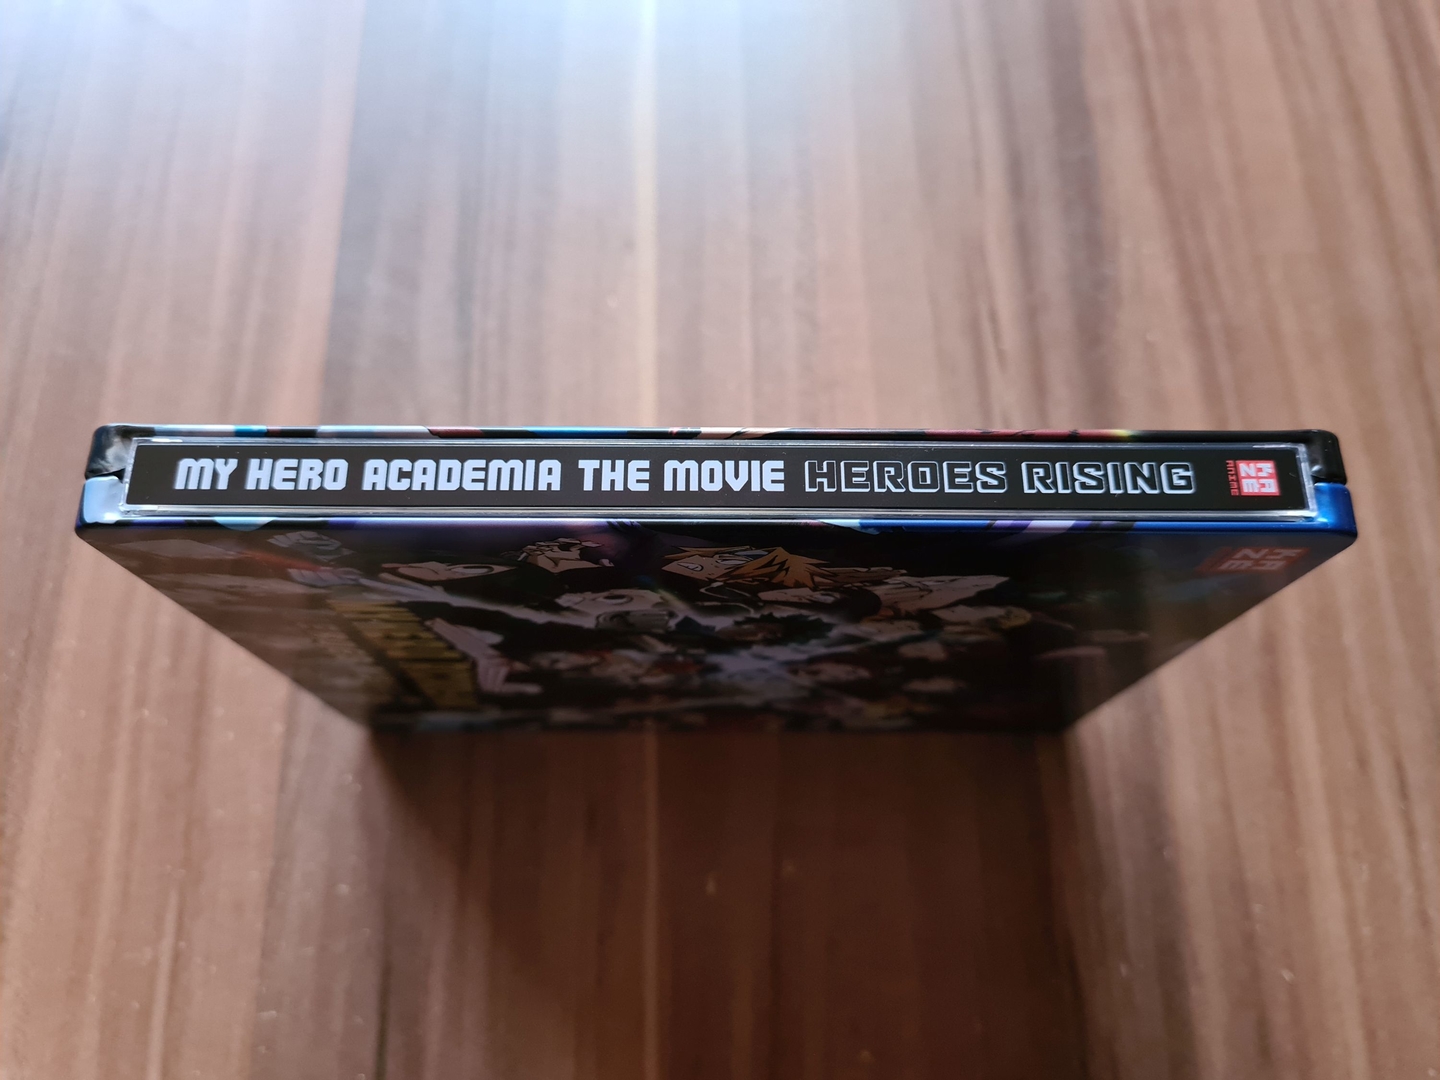 MY HERO ACADEMIA THE MOVIE HEROES RISING
KAZE
ANIME
KAZE